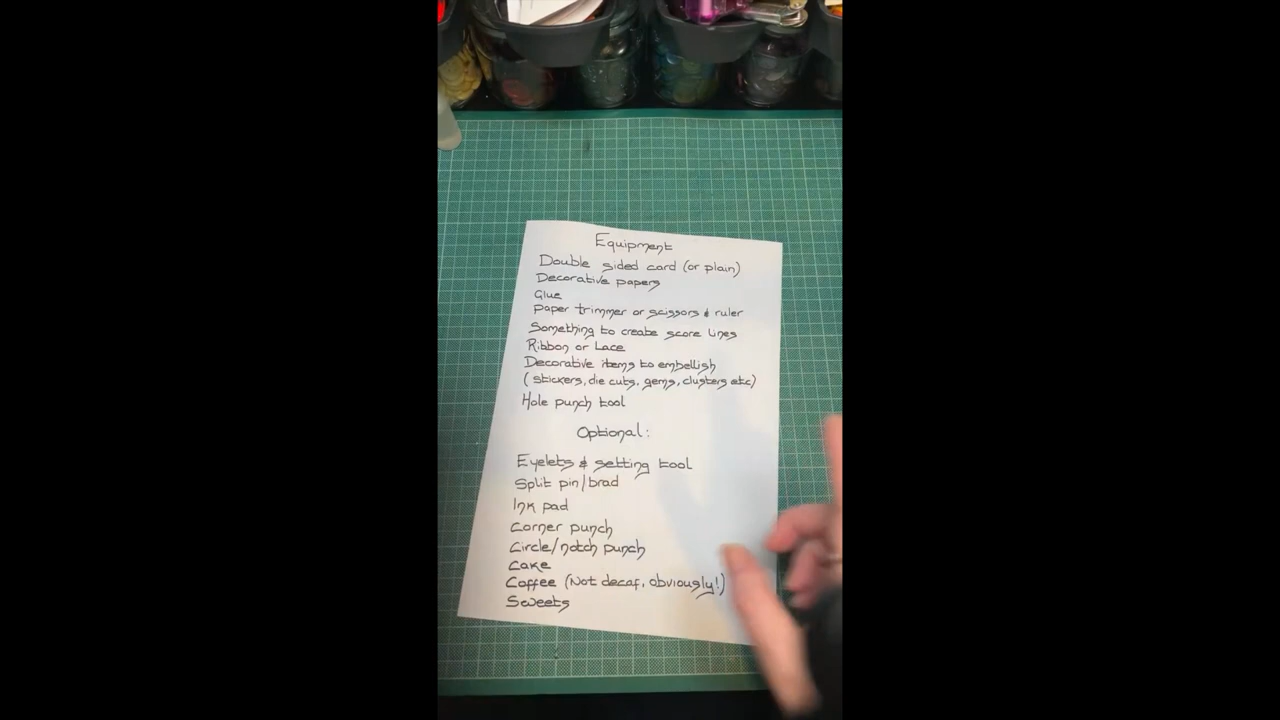 Equipment
Double sided card (or plain)
Decorative papers
Glue
paper trimmer or scissors & ruler
Something to create score lines
Ribbon or Lace
Decorative items to embellish
(stickers, die cuts, gems, clusters etc)
Hole punch tool
Optional:
Eyelets & setting tool
Split pin/brad
Ink pad
Corner punch
Circle/notch punch
Cake
Coffee (Not decaf, obviously!)
Sweets